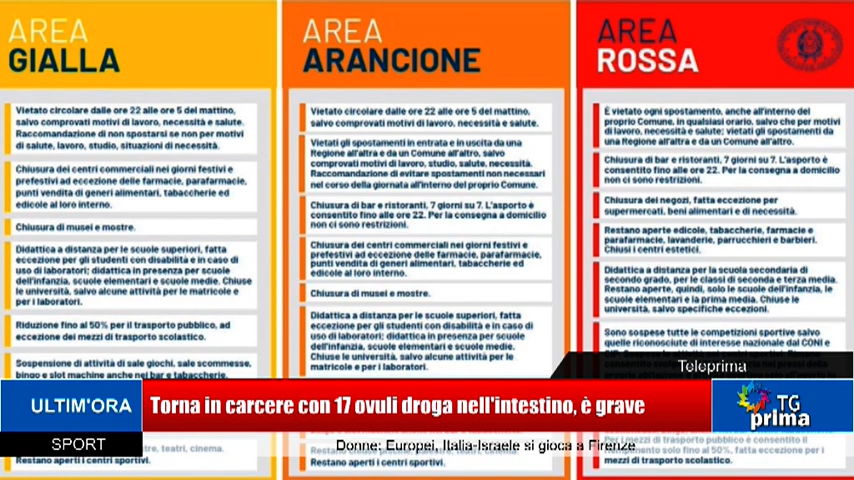 AREA
GIALLA
Vietato circolare dalle ore 22 alle ore 5 del mattino,
salvo comprovati motivi di lavoro, necessità e salute.
Raccomandazione di non spostarsi se non per motivi
di salute, lavoro, studio, situazioni di necessità.
Chiusura dei centri commerciali nei giorni festivi e
prefestivi ad eccezione delle farmacie, parafarmacie,
punti vendita di generi alimentari, tabaccherie ed
edicole al loro interno.
Chiusura di musei e mostre.
Didattica a distanza per le scuole superiori, fatta
eccezione per gli studenti con disabilità e in caso di
uso di laboratori; didattica in presenza per scuole
dell'infanzia, scuole elementari e scuole medie. Chiuse
le università, salvo alcune attività per le matricole e
per i laboratori.
Riduzione fino al 50% per il trasporto pubblico, ad
eccezione dei mezzi di trasporto scolastico.
Sospensione di attività di sale giochi, sale scommesse,
bingo e slot machine anche nei bar e tabaccherie.
teatri, cinema.
Restano aperti i centri sportivi.
AREA
ARANCIONE
Vietato circolare dalle ore 22 alle ore 5 del mattino,
salvo comprovati motivi di lavoro, necessità e salute.
Vietati gli spostamenti in entrata e in uscita da una
Regione all'altra e da un Comune all'altro, salvo
comprovati motivi di lavoro, studio, salute, necessità.
Raccomandazione di evitare spostamenti non necessari
nel corso della giornata all'interno del proprio Comune.
Chiusura di bar e ristoranti, 7 giorni su 7. L'asporto è
consentito fino alle ore 22. Per la consegna a domicilio
non ci sono restrizioni.
Chiusura dei centri commerciali nei giorni festivi e
prefestivi ad eccezione delle farmacie, parafarmacie,
punti vendita di generi alimentari, tabaccherie ed
edicole al loro interno.
Chiusura di musei e mostre.
Didattica a distanza per le scuole superiori, fatta
eccezione per gli studenti con disabilità e in caso di
uso di laboratori; didattica in presenza per scuole
dell'infanzia, scuole elementari e scuole medie.
Chiuse le università, salvo alcune attività per le
matricole e per i laboratori.
Restano aperti i centri sportivi.
AREA
ROSSA
È vietato ogni spostamento, anche all'interno del
proprio Comune, in qualsiasi orario, salvo che per motivi
di lavoro, necessità e salute; vietati gli spostamenti da
una Regione all'altra e da un Comune all'altro.
Chiusura di bar e ristoranti, 7 giorni su 7. L'asporto è
consentito fino alle ore 22. Per la consegna a domicilio
non ci sono restrizioni.
Chiusura dei negozi, fatta eccezione per
supermercati, beni alimentari e di necessità.
Restano aperte edicole, tabaccherie, farmacie e
parafarmacie, lavanderie, parrucchieri e barbieri.
Chiusi i centri estetici.
Didattica a distanza per la scuola secondaria di
secondo grado, per le classi di seconda e terza media.
Restano aperte, quindi, solo le scuole dell'infanzia, le
scuole elementari e la prima media. Chiuse le
università, salvo specifiche eccezioni.
Sono sospese tutte le competizioni sportive salvo
quelle riconosciute di interesse nazionale dal CONI e
Per i mezzi di trasporto pubblico è consentito il
riempimento solo fino al 50%, fatta eccezione per i
mezzi di trasporto scolastico.
Teleprima
ULTIM'ORA
Torna in carcere con 17 ovuli droga nell'intestino, è grave
TG
prima
SPORT
Donne: Europei, Italia-Israele si gioca a Firenze